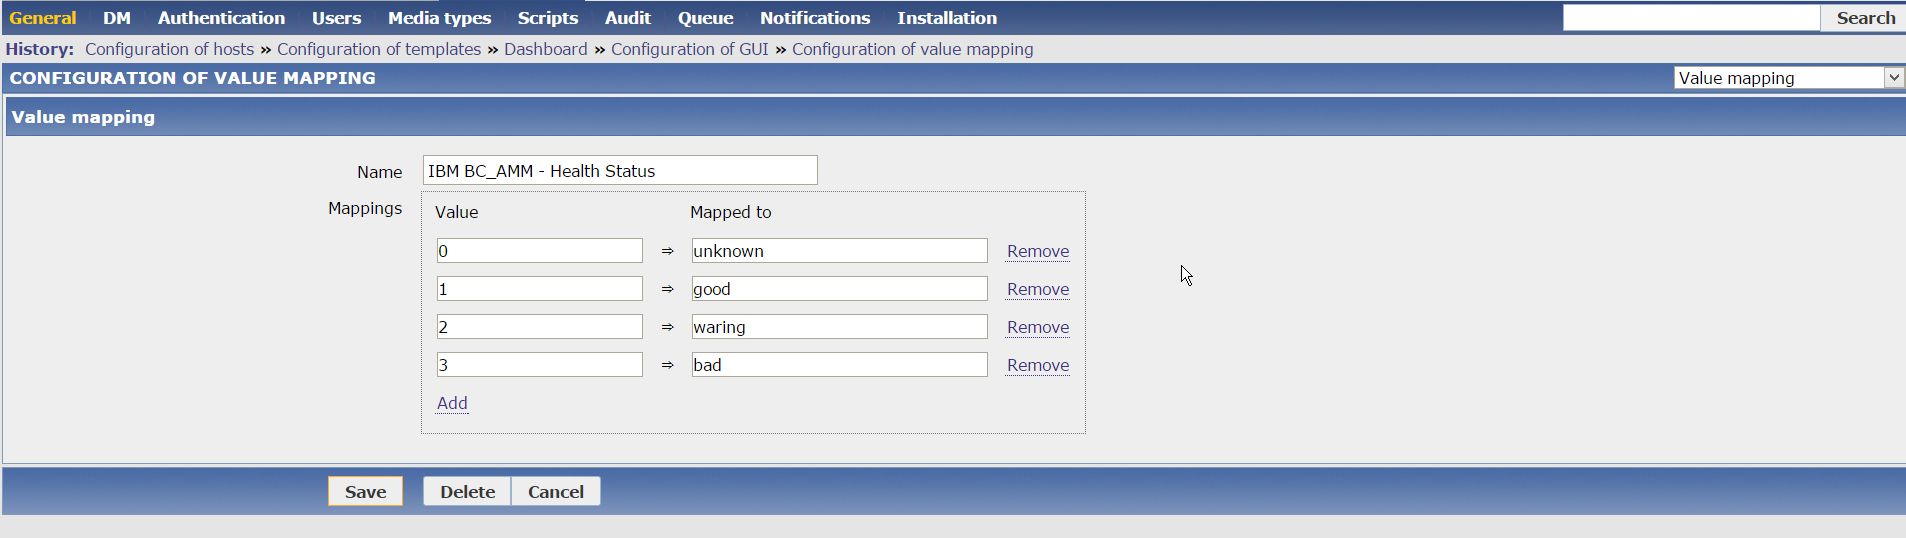 General DM Authentication Users Media types Scripts Audit Queue Notifications Installation Search
History: Configuration of hosts » Configuration of templates » Dashboard » Configuration of GUI » Configuration of value mapping
CONFIGURATION OF VALUE MAPPING Value mapping
Value mapping
Name IBM BC_AMM - Health Status
Mappings Value Mapped to
0 ⇒ unknown Remove
1 ⇒ good Remove
2 ⇒ waring Remove
3 ⇒ bad Remove
Add
Save Delete Cancel